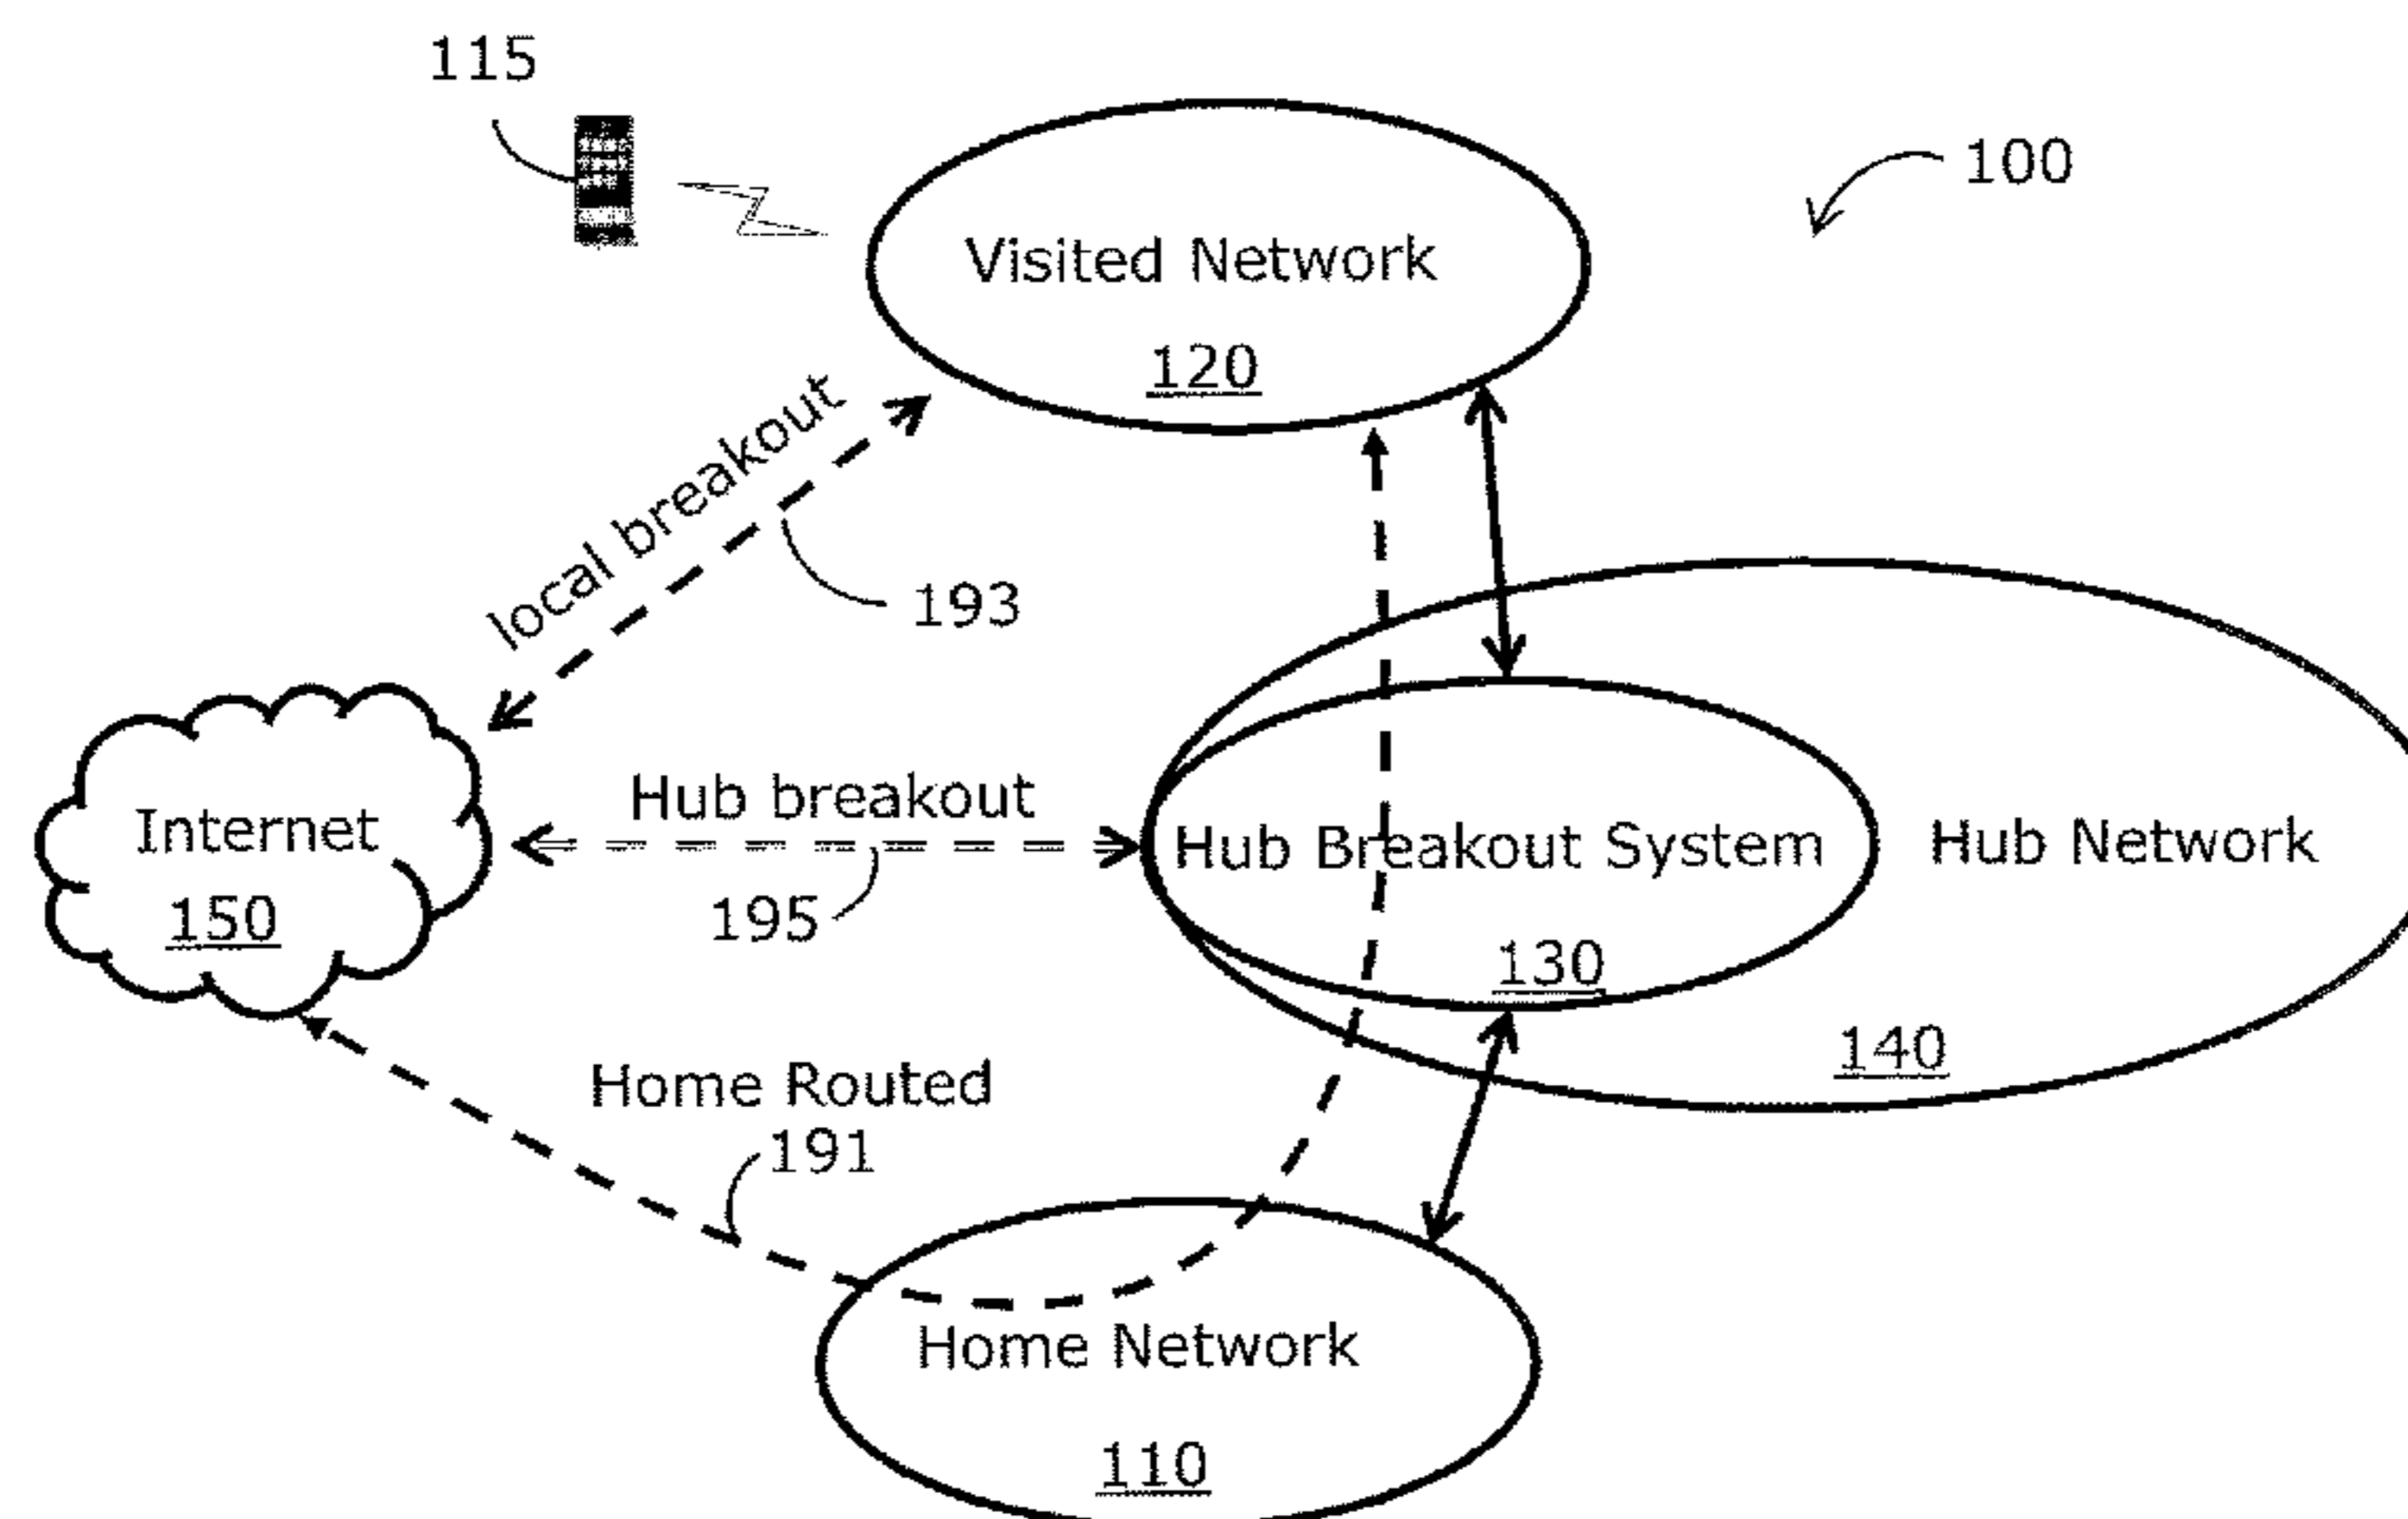 115
100
Visited Network
120
local breakout
193
Internet
150
Hub breakout
195
Hub Breakout System
130
Hub Network
140
Home Routed
191
Home Network
110